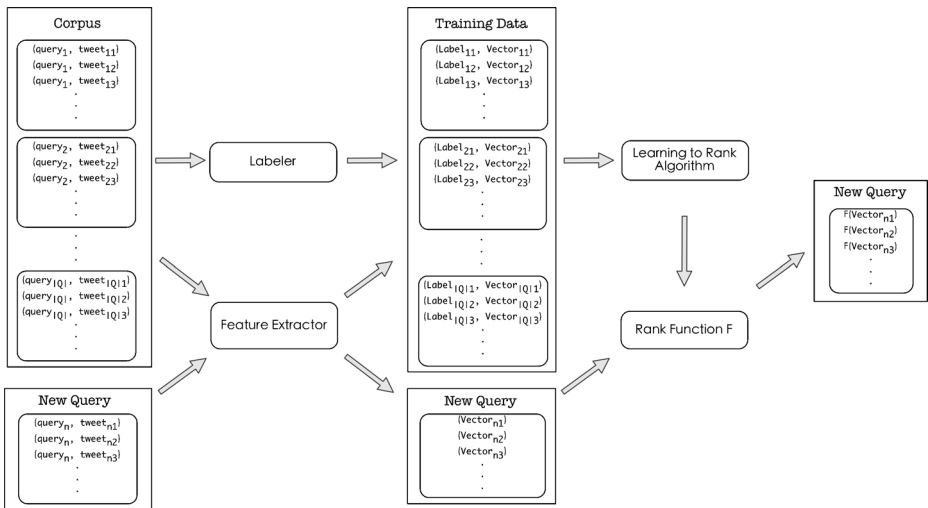 Corpus
(query₁, tweet₁₁)
(query₁, tweet₁₂)
(query₁, tweet₁₃)
.
.
.
(query₂, tweet₂₁)
(query₂, tweet₂₂)
(query₂, tweet₂₃)
.
.
.
.
.
.
(query|Q|, tweet|Q|1)
(query|Q|, tweet|Q|2)
(query|Q|, tweet|Q|3)
.
.
.
New Query
(queryₙ, tweetₙ₁)
(queryₙ, tweetₙ₂)
(queryₙ, tweetₙ₃)
.
.
.
Labeler
Feature Extractor
Training Data
(Label₁₁, Vector₁₁)
(Label₁₂, Vector₁₂)
(Label₁₃, Vector₁₃)
.
.
.
(Label₂₁, Vector₂₁)
(Label₂₂, Vector₂₂)
(Label₂₃, Vector₂₃)
.
.
.
.
.
.
(Label|Q|1, Vector|Q|1)
(Label|Q|2, Vector|Q|2)
(Label|Q|3, Vector|Q|3)
.
.
.
New Query
(Vectorₙ₁)
(Vectorₙ₂)
(Vectorₙ₃)
.
.
.
Learning to Rank
Algorithm
Rank Function F
New Query
F(Vectorₙ₁)
F(Vectorₙ₂)
F(Vectorₙ₃)
.
.
.